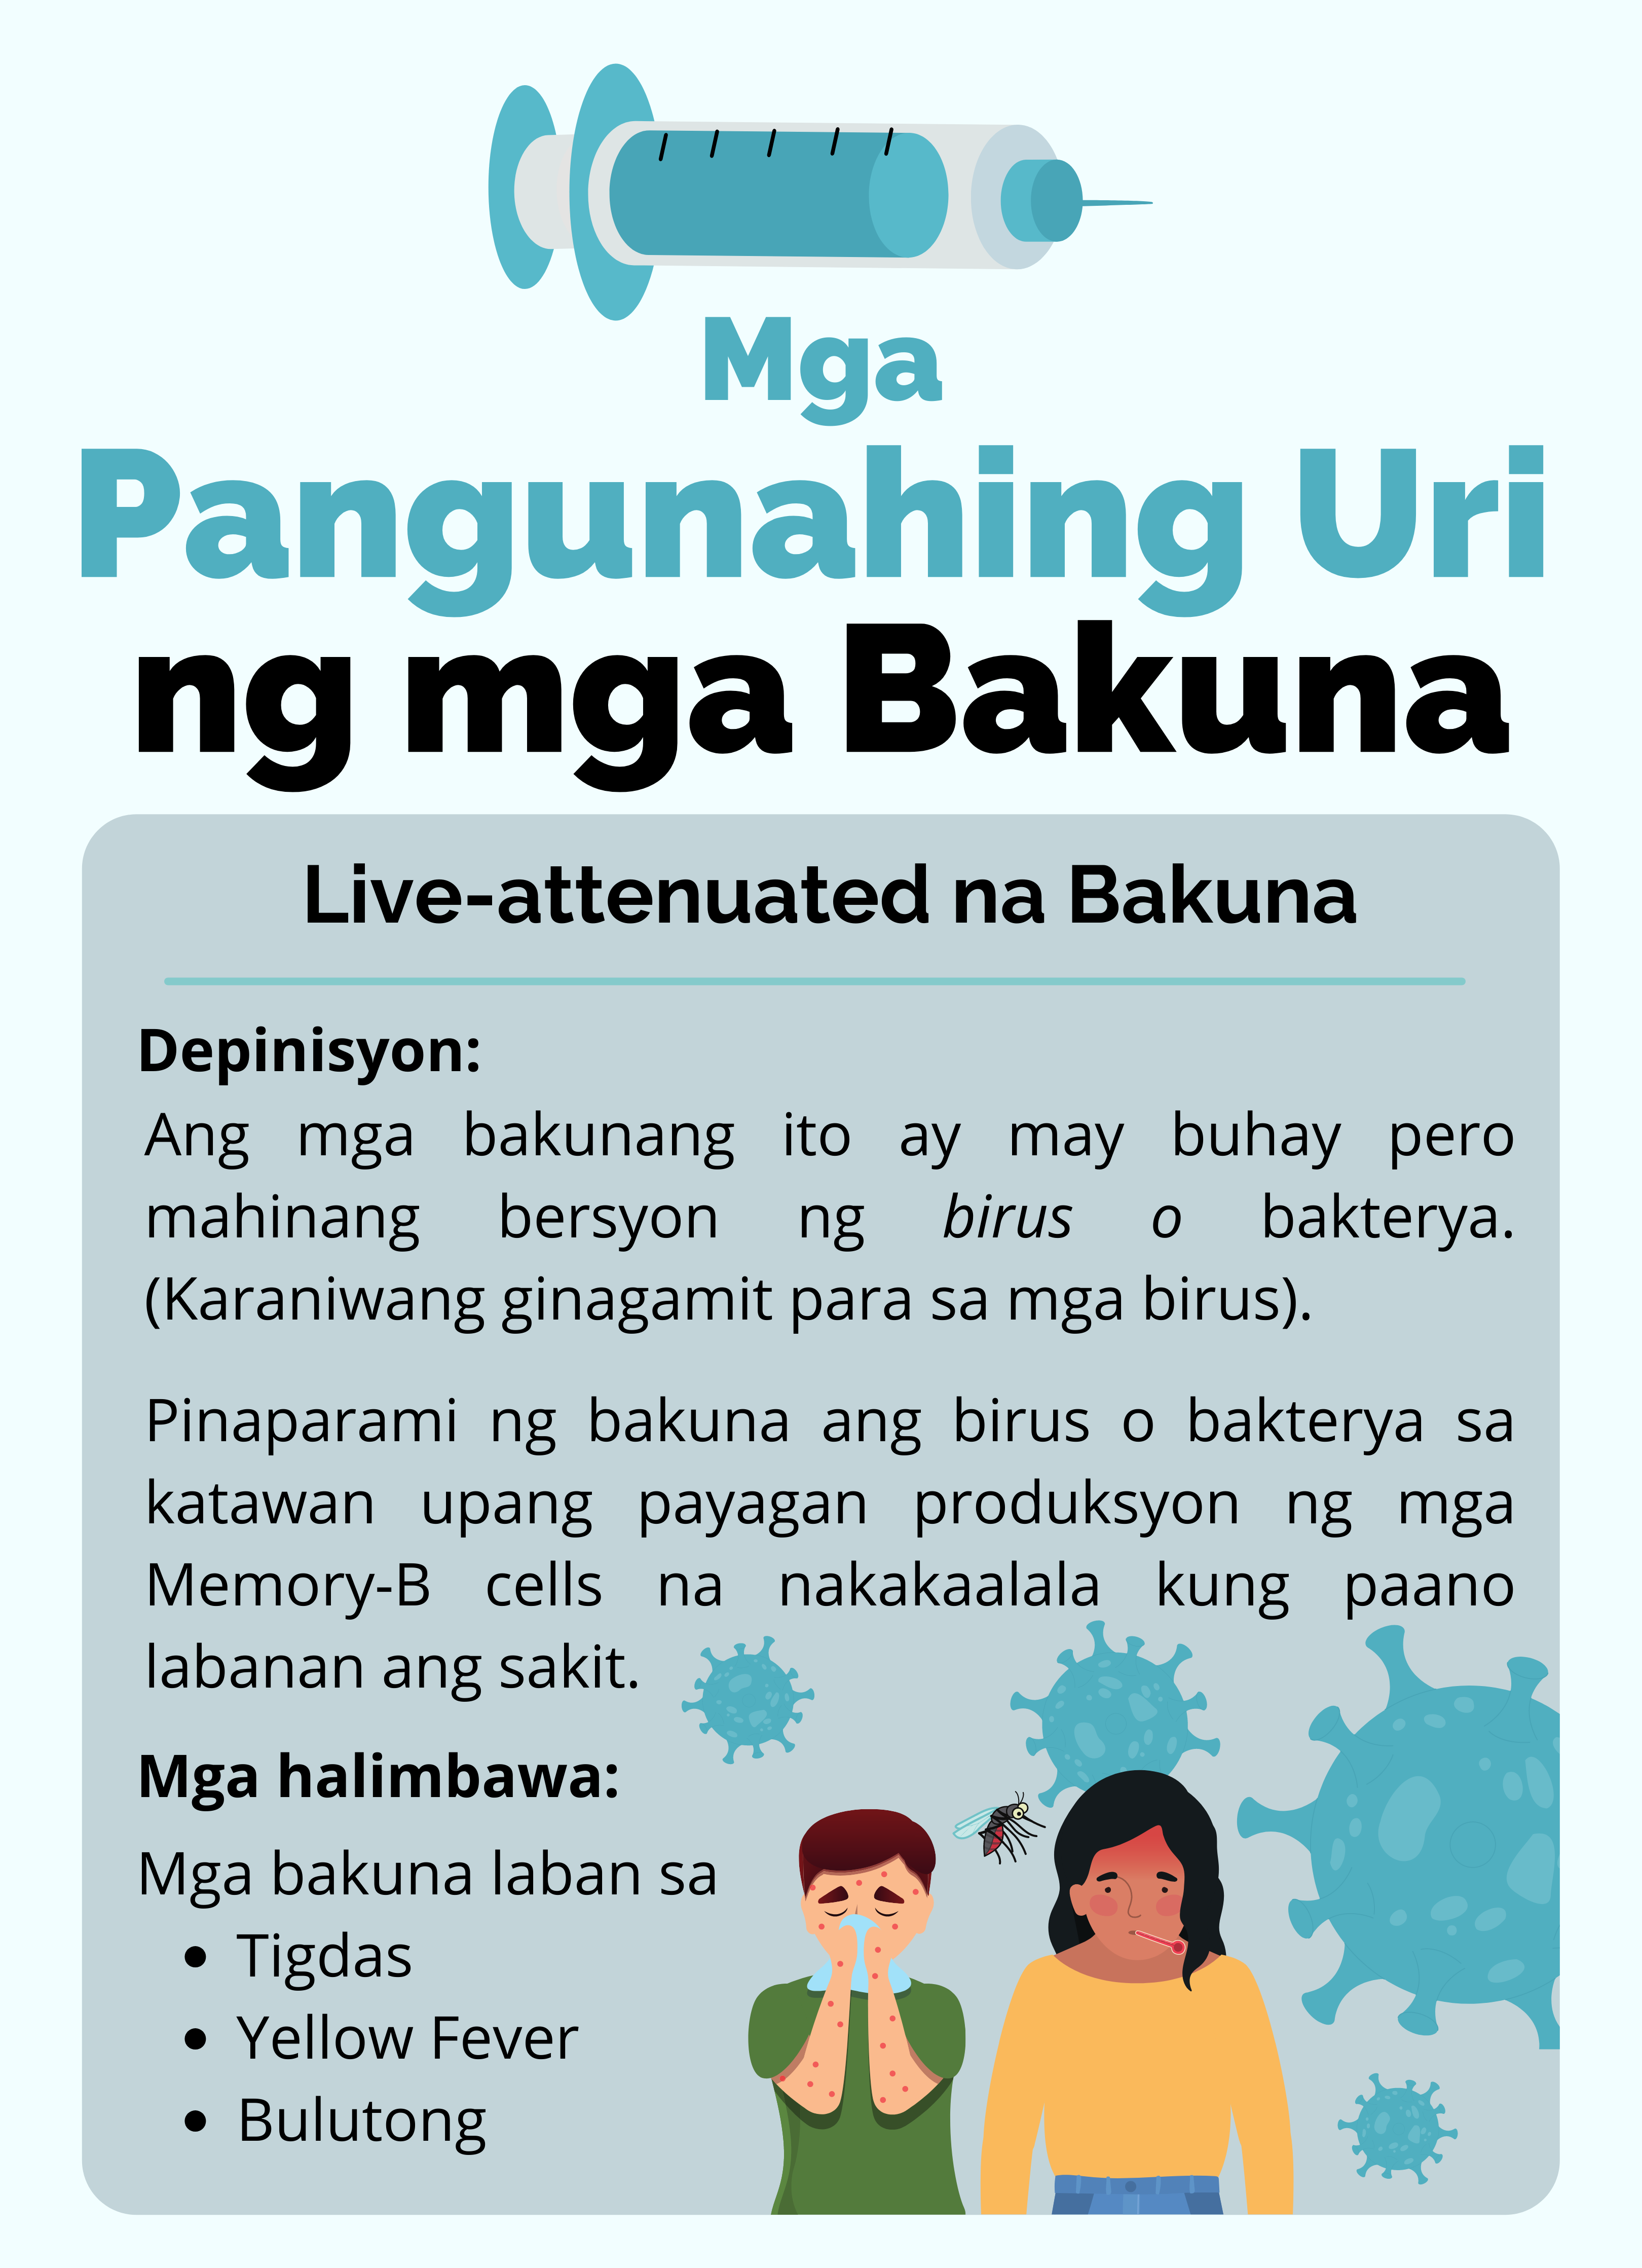 Mga
Pangunahing Uri
ng mga Bakuna
Live-attenuated na Bakuna
Depinisyon:
Ang mga bakunang ito ay may buhay pero
mahinang bersyon ng birus o bakterya.
(Karaniwang ginagamit para sa mga birus).
Pinaparami ng bakuna ang birus o bakterya sa
katawan upang payagan produksyon ng mga
Memory-B cells na nakakaalala kung paano
labanan ang sakit.
Mga halimbawa:
Mga bakuna laban sa
• Tigdas
• Yellow Fever
• Bulutong